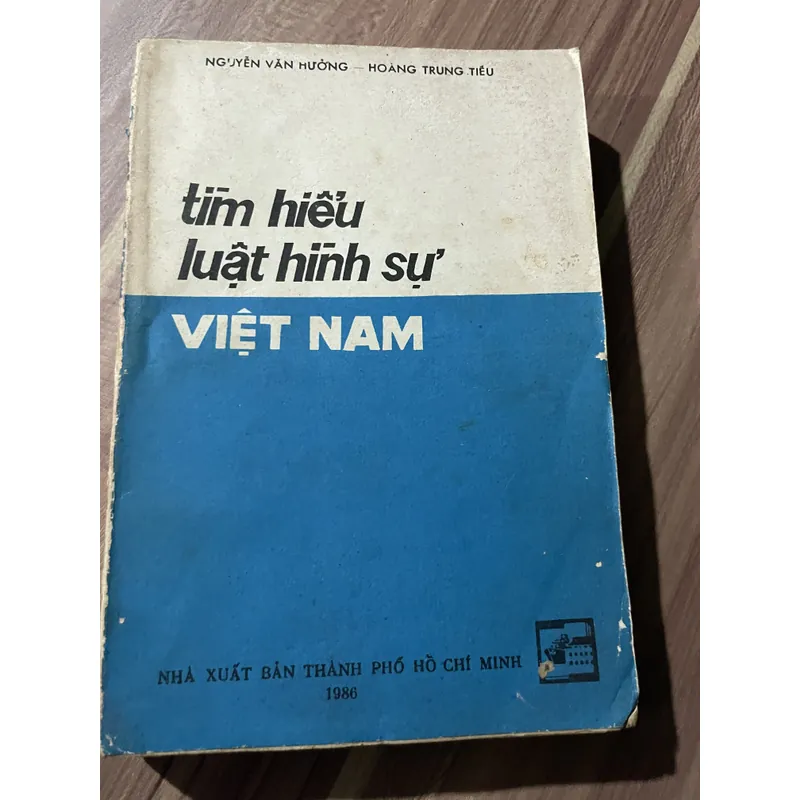 NGUYỄN VĂN HƯỞNG — HOÀNG TRUNG TIẾU
tìm hiểu
luật hình sự
VIỆT NAM
NHÀ XUẤT BẢN THÀNH PHỐ HỒ CHÍ MINH
1986